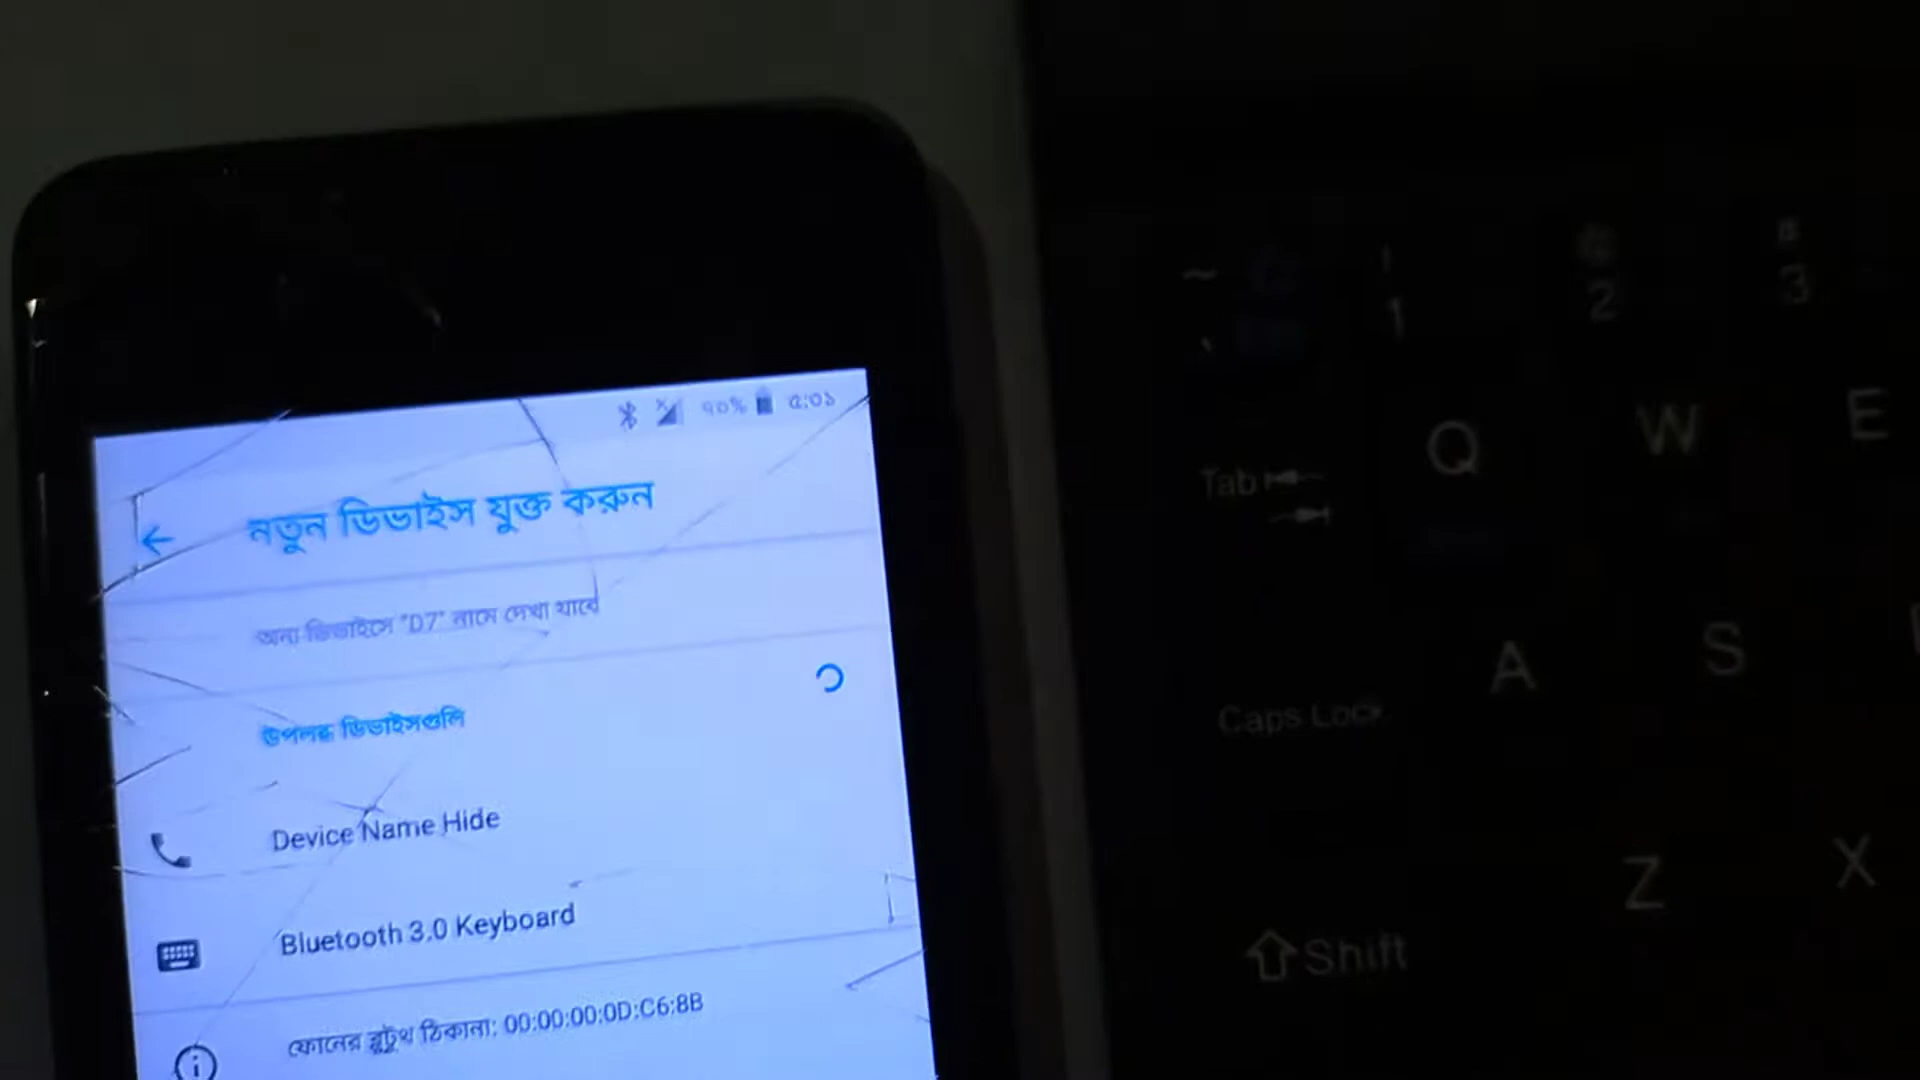 ৭০% ৫:০১
নতুন ডিভাইস যুক্ত করুন
অন্য ডিভাইসে "D7" নামে দেখা যাবে
উপলব্ধ ডিভাইসগুলি
Device Name Hide
Bluetooth 3.0 Keyboard
ফোনের ব্লুটুথ ঠিকানা: 00:00:00:0D:C6:8B
~ ! 1 2 # 3
Tab Q W E
Caps Lock A S
Shift Z X